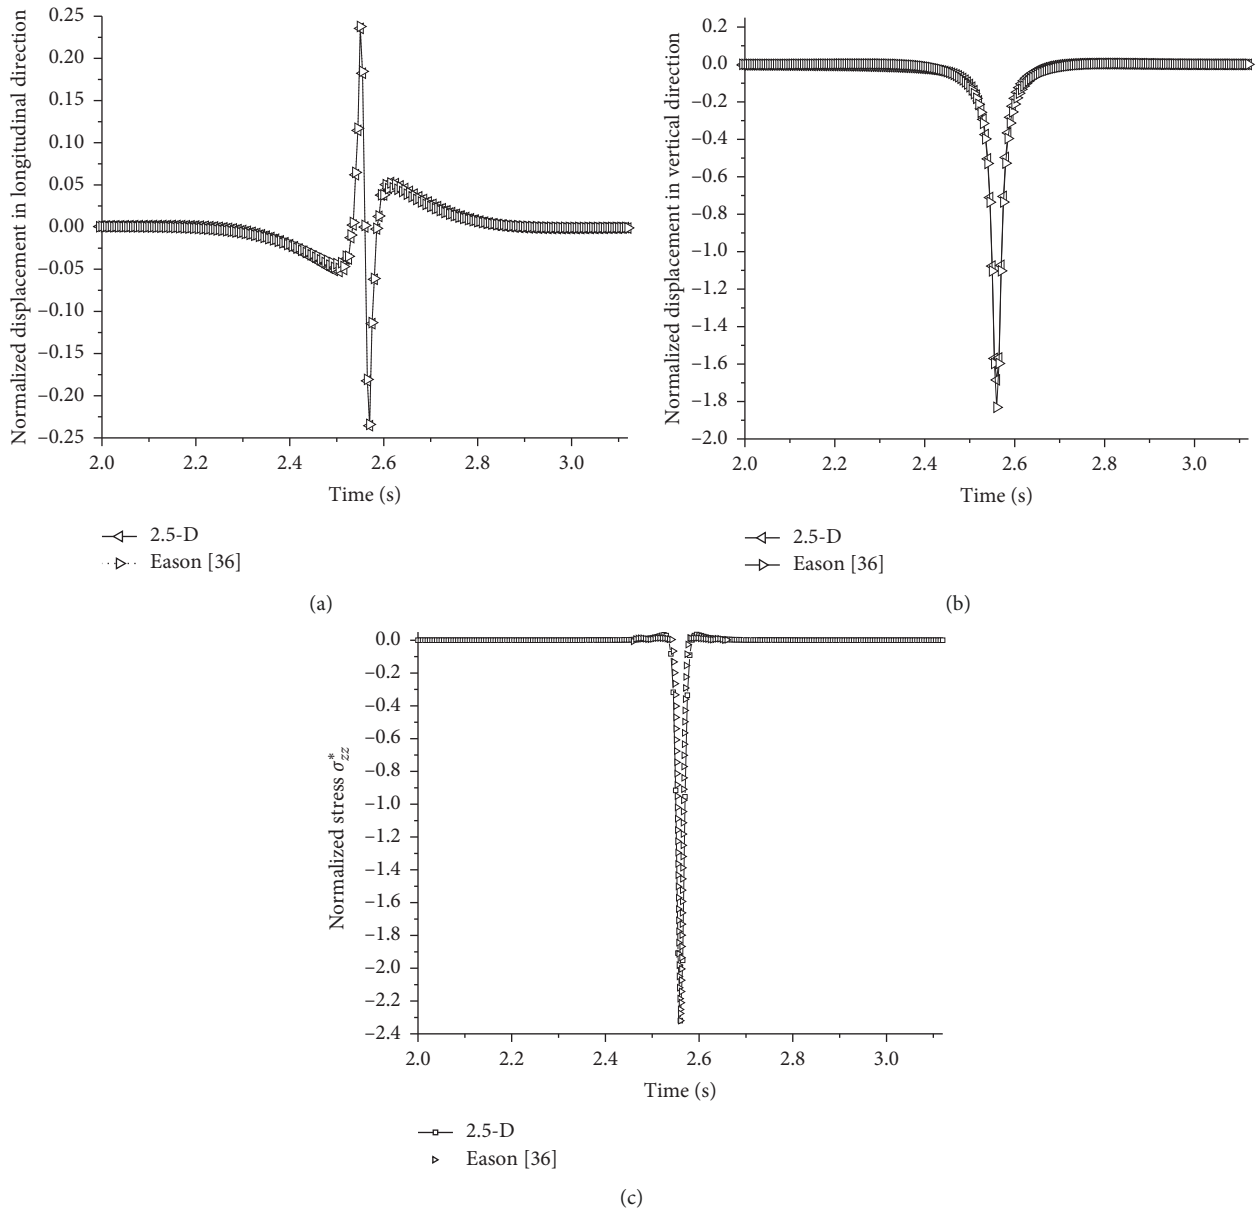 Normalized displacement in longitudinal direction
0.25
0.20
0.15
0.10
0.05
0.00
–0.05
–0.10
–0.15
–0.20
–0.25
2.0 2.2 2.4 2.6 2.8 3.0
Time (s)
2.5-D
Eason [36]
(a)
Normalized displacement in vertical direction
0.2
0.0
–0.2
–0.4
–0.6
–0.8
–1.0
–1.2
–1.4
–1.6
–1.8
–2.0
2.0 2.2 2.4 2.6 2.8 3.0
Time (s)
2.5-D
Eason [36]
(b)
Normalized stress σ*zz
0.0
–0.2
–0.4
–0.6
–0.8
–1.0
–1.2
–1.4
–1.6
–1.8
–2.0
–2.2
–2.4
2.0 2.2 2.4 2.6 2.8 3.0
Time (s)
2.5-D
Eason [36]
(c)